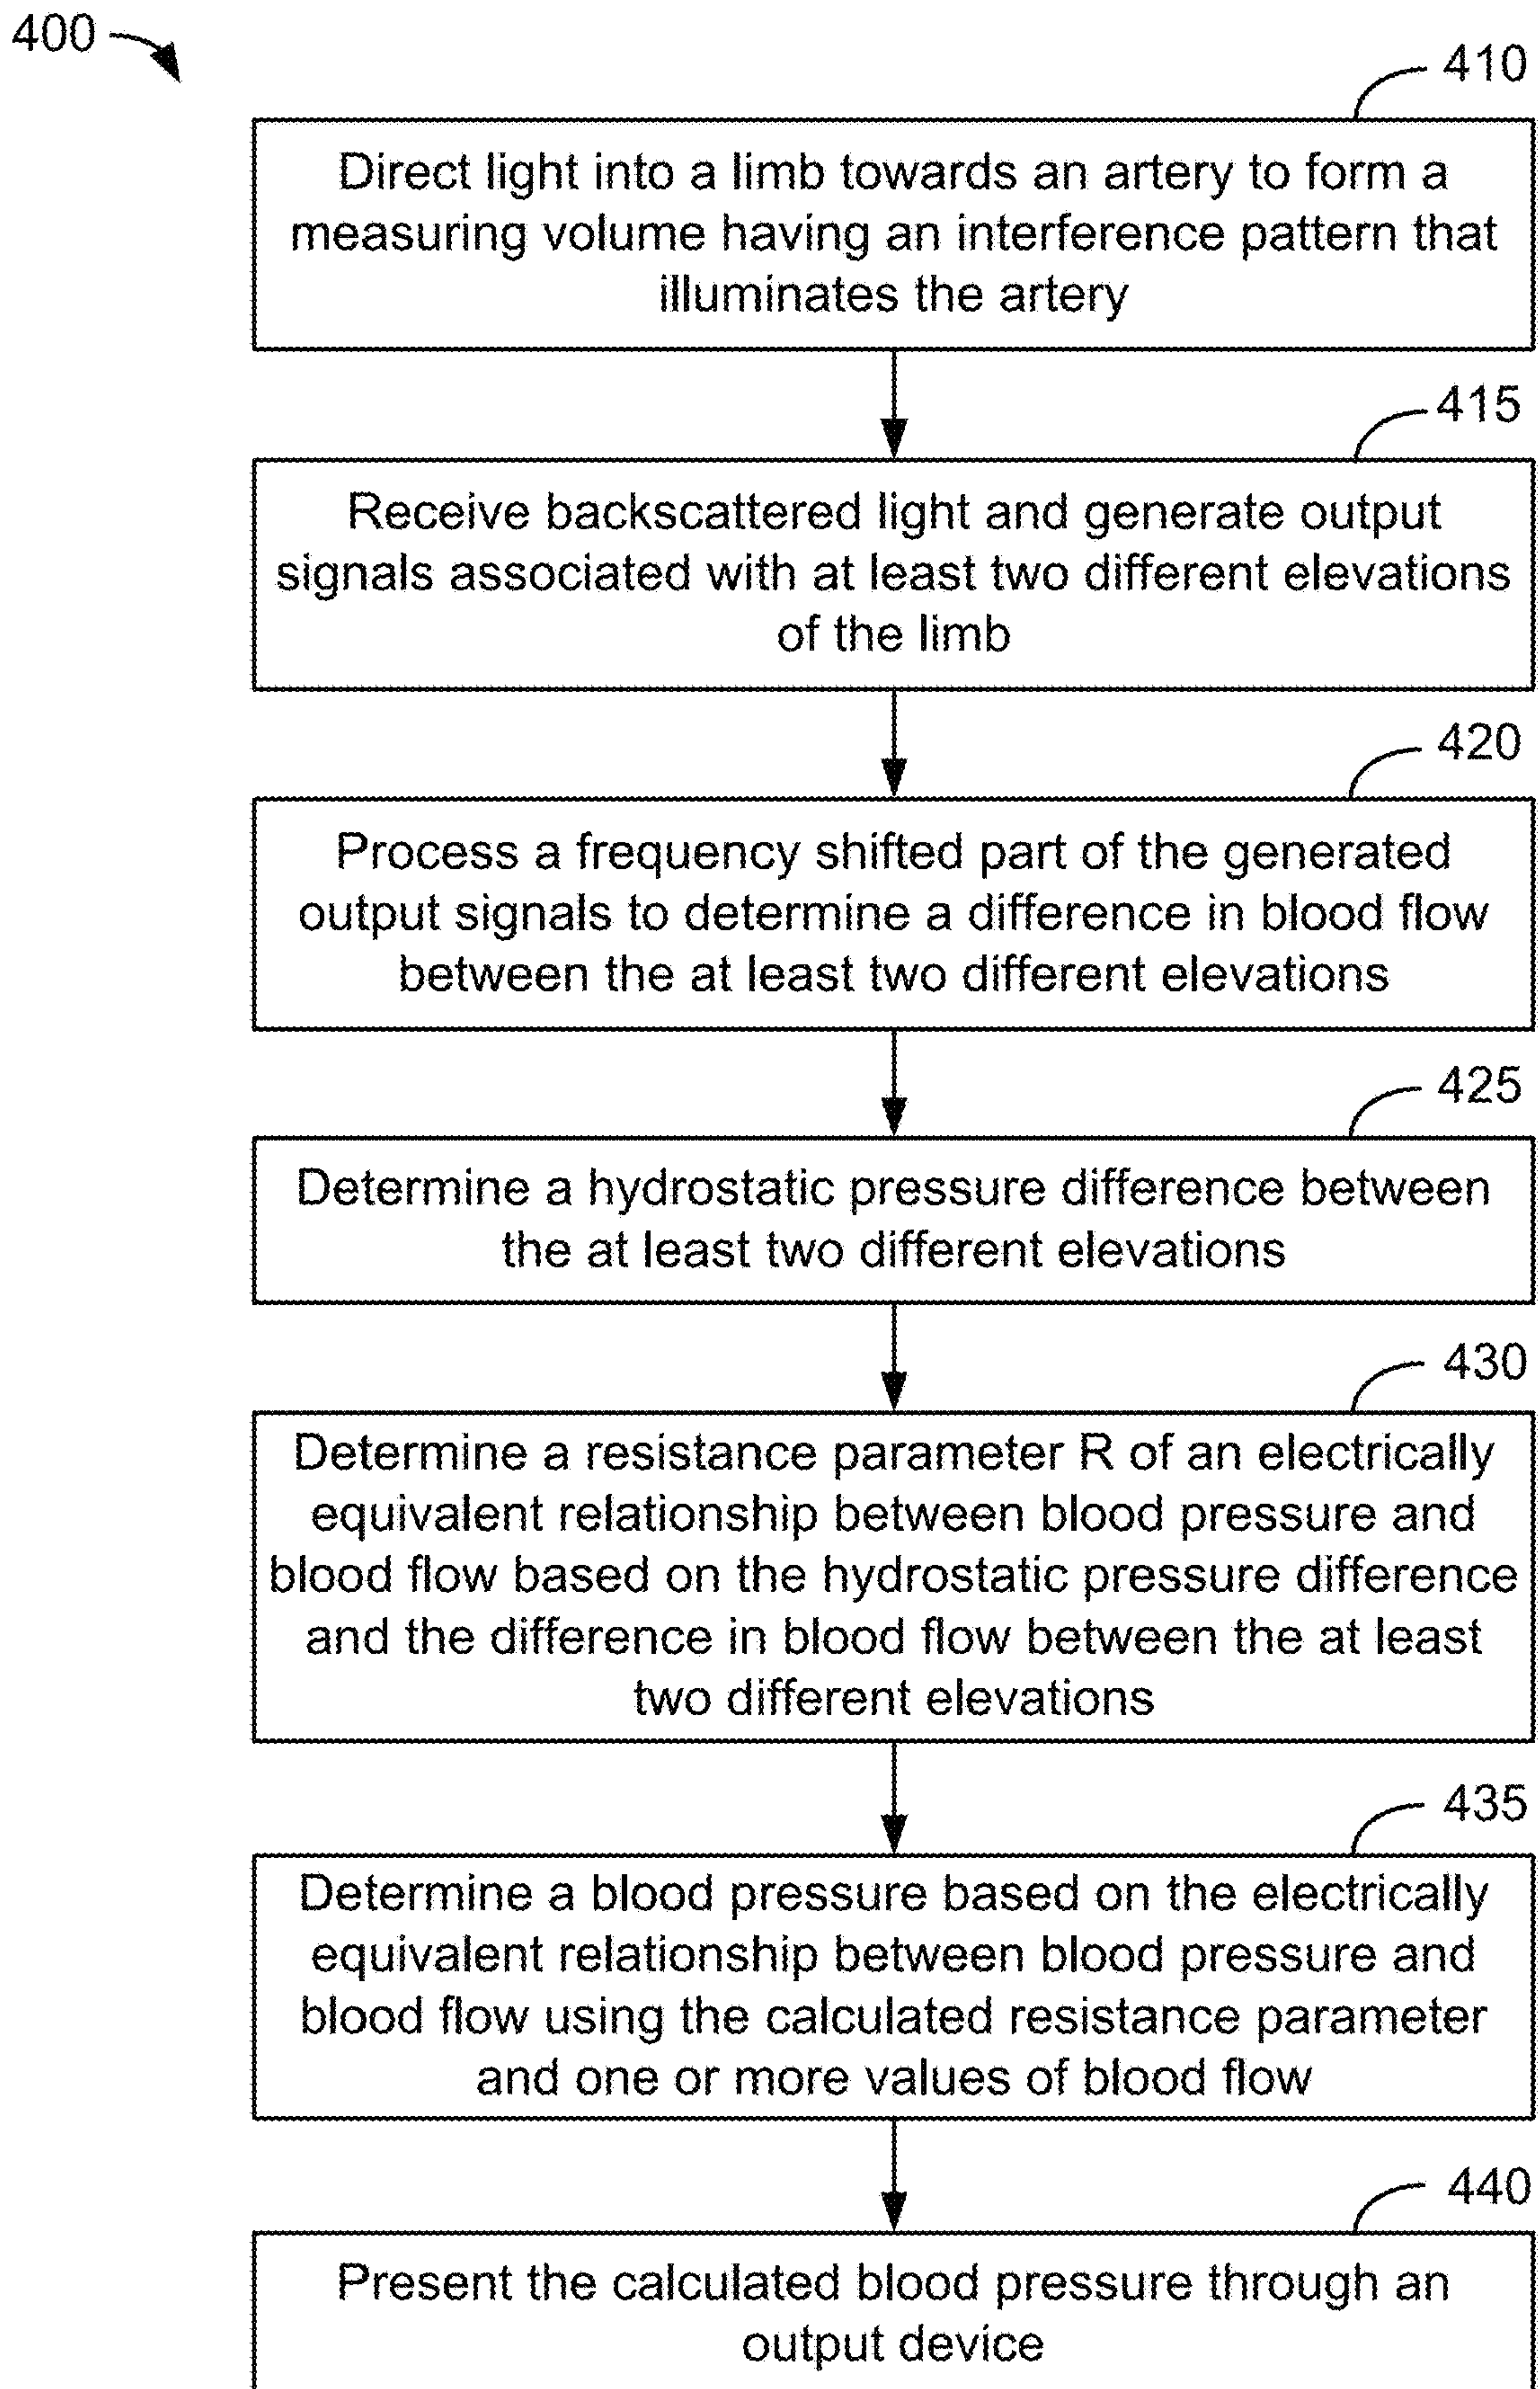 400
410
Direct light into a limb towards an artery to form a
measuring volume having an interference pattern that
illuminates the artery
415
Receive backscattered light and generate output
signals associated with at least two different elevations
of the limb
420
Process a frequency shifted part of the generated
output signals to determine a difference in blood flow
between the at least two different elevations
425
Determine a hydrostatic pressure difference between
the at least two different elevations
430
Determine a resistance parameter R of an electrically
equivalent relationship between blood pressure and
blood flow based on the hydrostatic pressure difference
and the difference in blood flow between the at least
two different elevations
435
Determine a blood pressure based on the electrically
equivalent relationship between blood pressure and
blood flow using the calculated resistance parameter
and one or more values of blood flow
440
Present the calculated blood pressure through an
output device